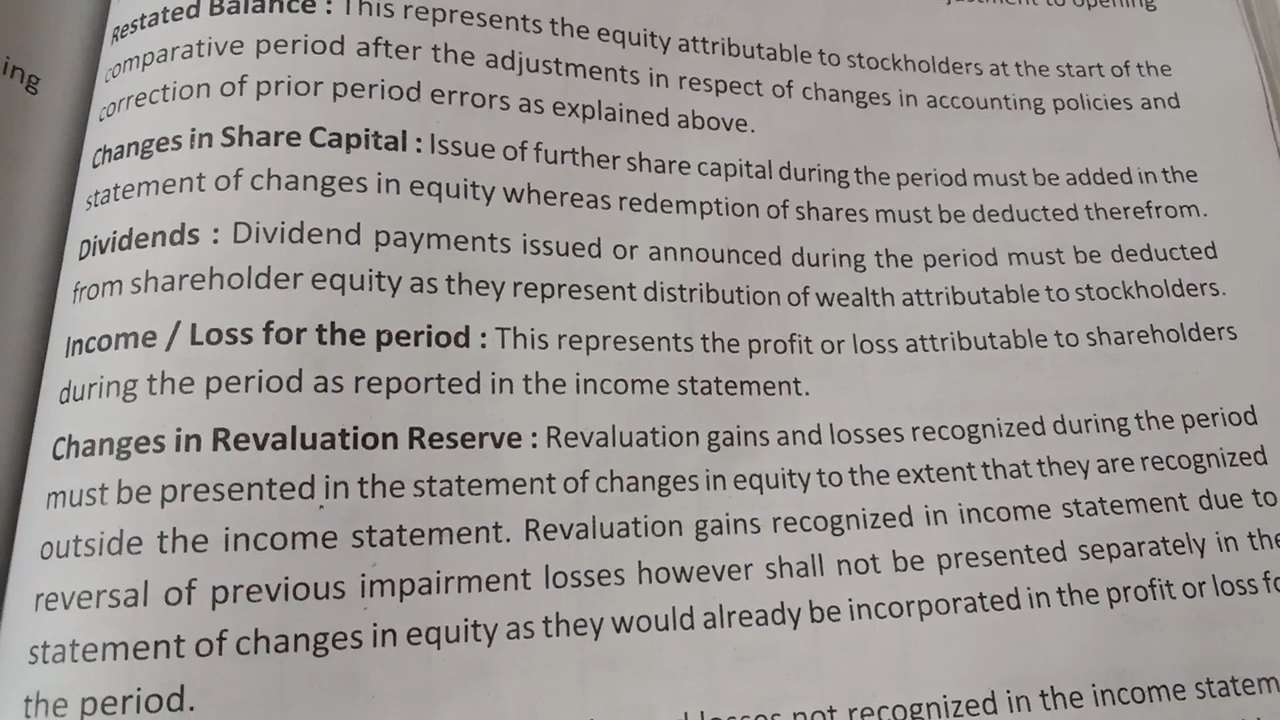 justment to opening
ing
Restated Balance : This represents the equity attributable to stockholders at the start of the
comparative period after the adjustments in respect of changes in accounting policies and
correction of prior period errors as explained above.
Changes in Share Capital : Issue of further share capital during the period must be added in the
statement of changes in equity whereas redemption of shares must be deducted therefrom.
Dividends : Dividend payments issued or announced during the period must be deducted
from shareholder equity as they represent distribution of wealth attributable to stockholders.
Income / Loss for the period : This represents the profit or loss attributable to shareholders
during the period as reported in the income statement.
Changes in Revaluation Reserve : Revaluation gains and losses recognized during the period
must be presented in the statement of changes in equity to the extent that they are recognized
outside the income statement. Revaluation gains recognized in income statement due to
reversal of previous impairment losses however shall not be presented separately in the
statement of changes in equity as they would already be incorporated in the profit or loss fo
the period.
losses not recognized in the income statem